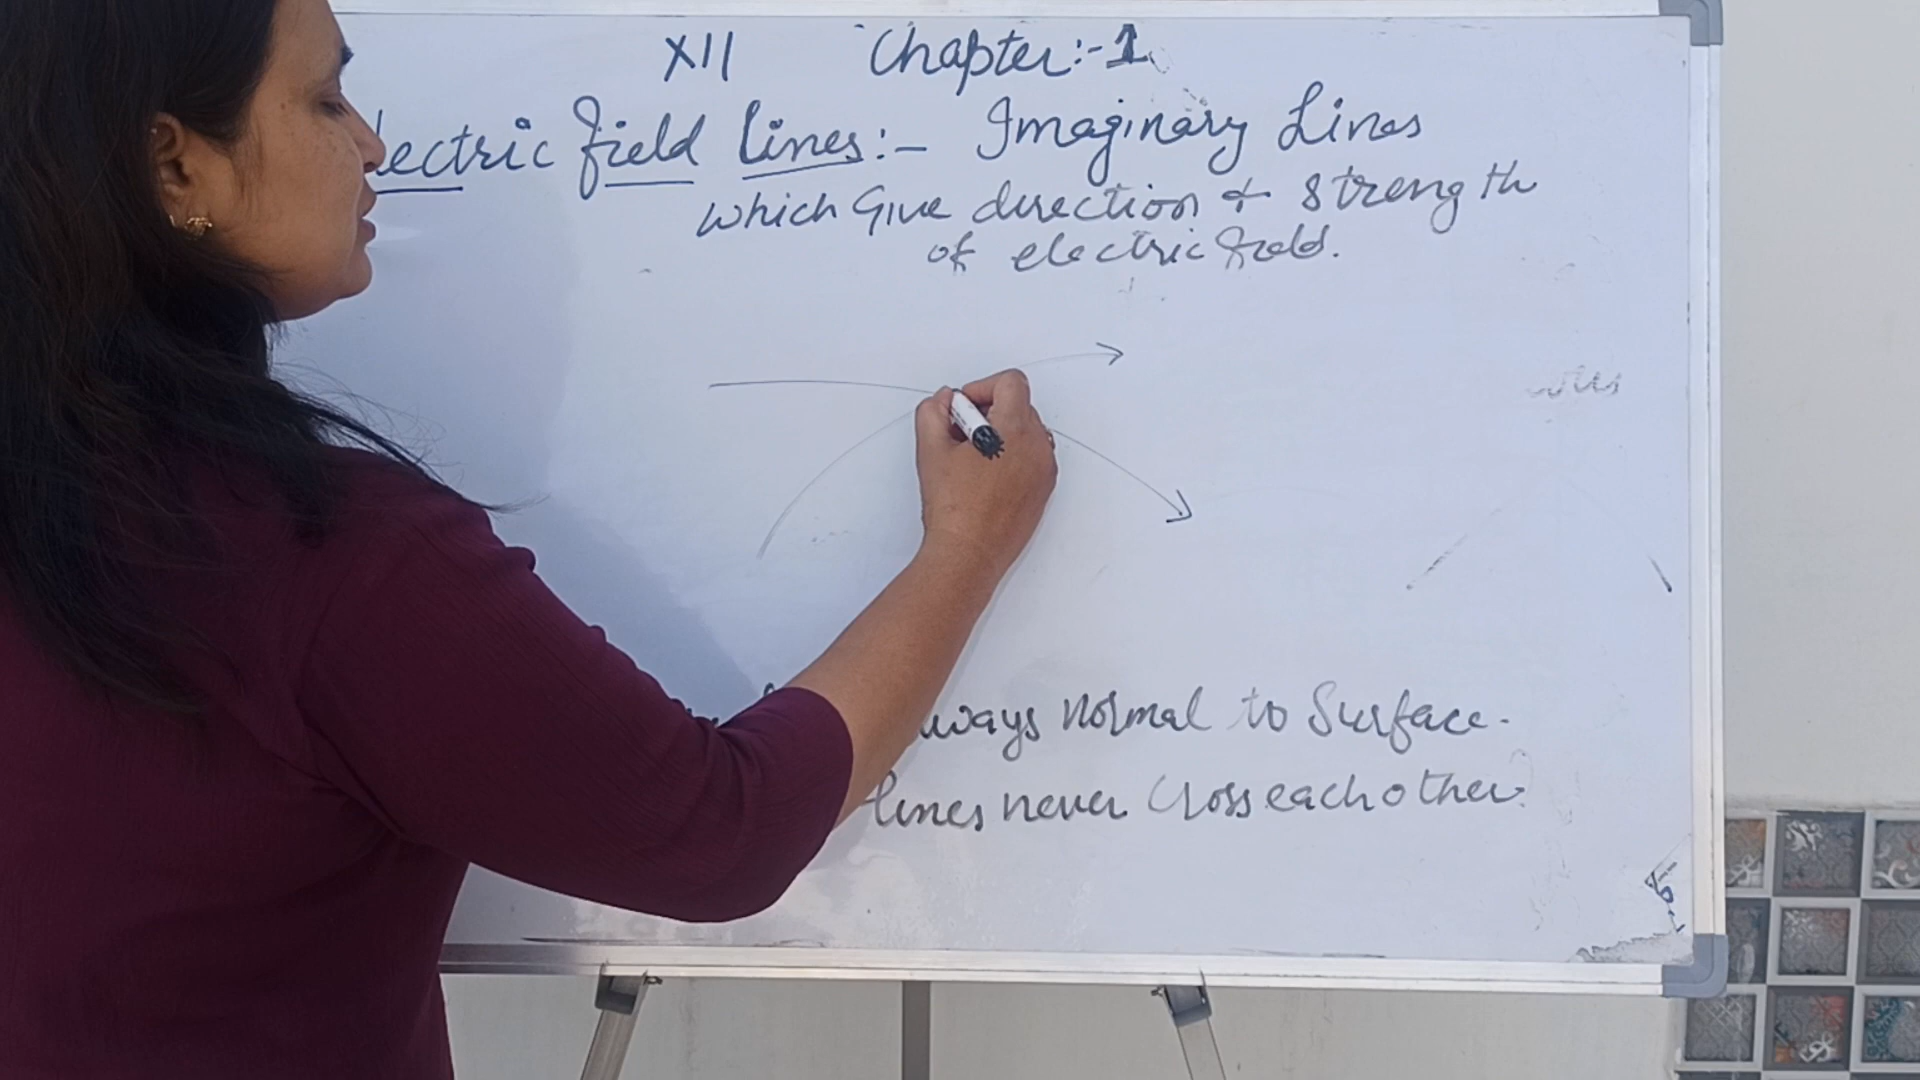 XII Chapter:-1
lectric field lines:- Imaginary Lines
which Give direction & strength
of electric field.
ways normal to Surface.
lines never cross each other.